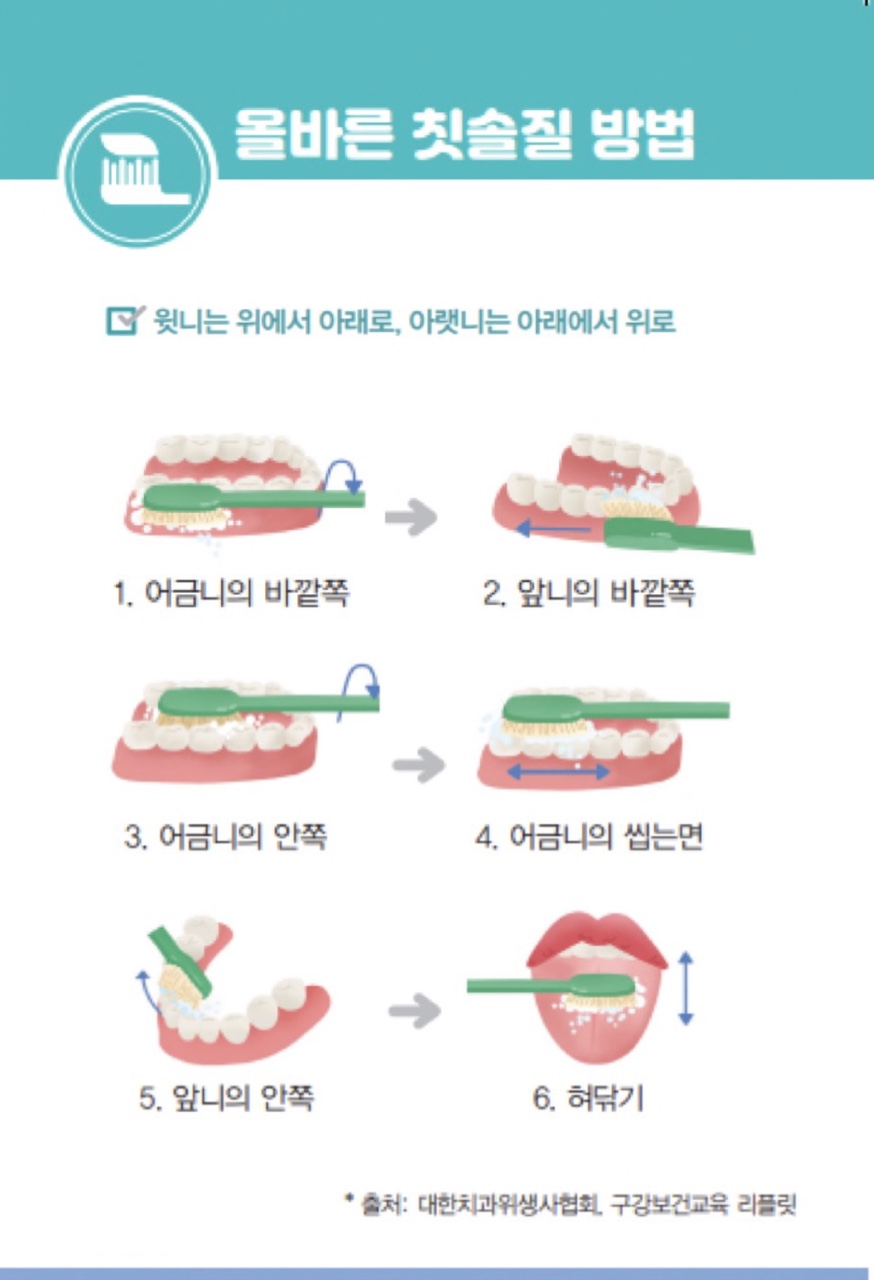 올바른 칫솔질 방법
윗니는 위에서 아래로, 아랫니는 아래에서 위로
1. 어금니의 바깥쪽
2. 앞니의 바깥쪽
3. 어금니의 안쪽
4. 어금니의 씹는면
5. 앞니의 안쪽
6. 혀닦기
* 출처: 대한치과위생사협회, 구강보건교육 리플릿